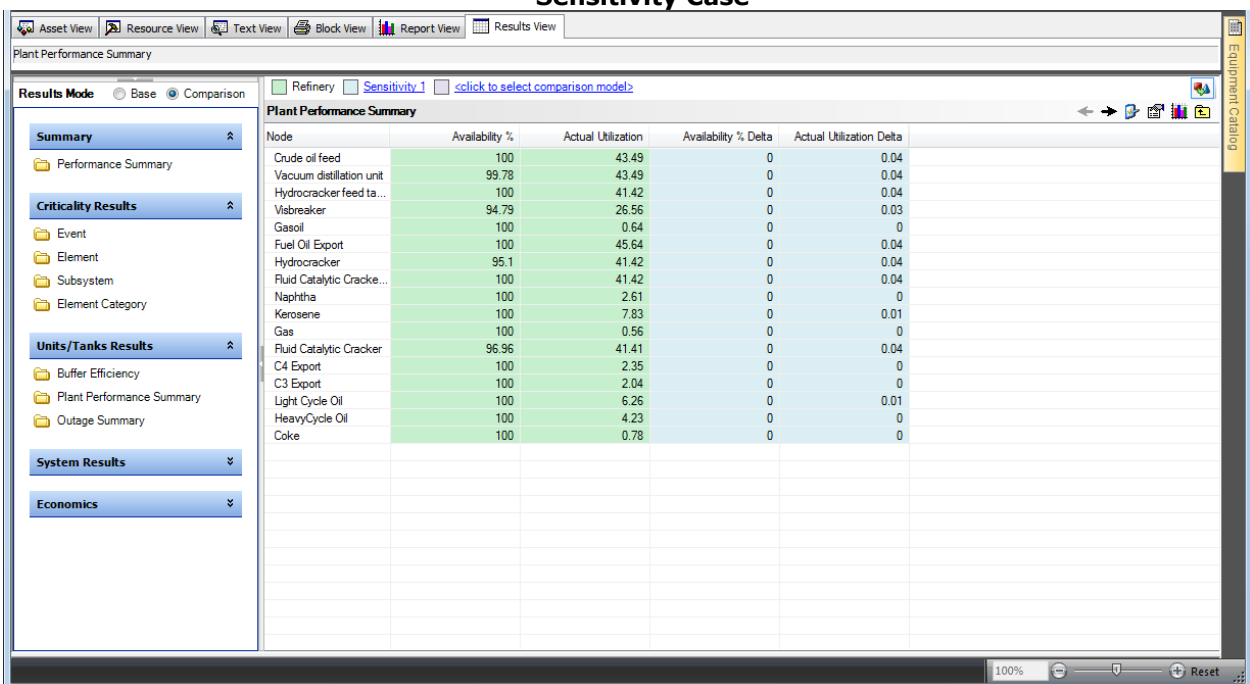 Sensitivity Case
Asset View Resource View Text View Block View Report View Results View
Plant Performance Summary
Equipment Catalog
Results Mode Base Comparison
Refinery Sensitivity 1 <click to select comparison model>
Plant Performance Summary
Summary
Performance Summary
Criticality Results
Event
Element
Subsystem
Element Category
Units/Tanks Results
Buffer Efficiency
Plant Performance Summary
Outage Summary
System Results
Economics
Node Availability % Actual Utilization Availability % Delta Actual Utilization Delta
Crude oil feed 100 43.49 0 0.04
Vacuum distillation unit 99.78 43.49 0 0.04
Hydrocracker feed ta... 100 41.42 0 0.04
Visbreaker 94.79 26.56 0 0.03
Gasoil 100 0.64 0 0
Fuel Oil Export 100 45.64 0 0.04
Hydrocracker 95.1 41.42 0 0.04
Fluid Catalytic Cracke... 100 41.42 0 0.04
Naphtha 100 2.61 0 0
Kerosene 100 7.83 0 0.01
Gas 100 0.56 0 0
Fluid Catalytic Cracker 96.96 41.41 0 0.04
C4 Export 100 2.35 0 0
C3 Export 100 2.04 0 0
Light Cycle Oil 100 6.26 0 0.01
HeavyCycle Oil 100 4.23 0 0
Coke 100 0.78 0 0
100% Reset